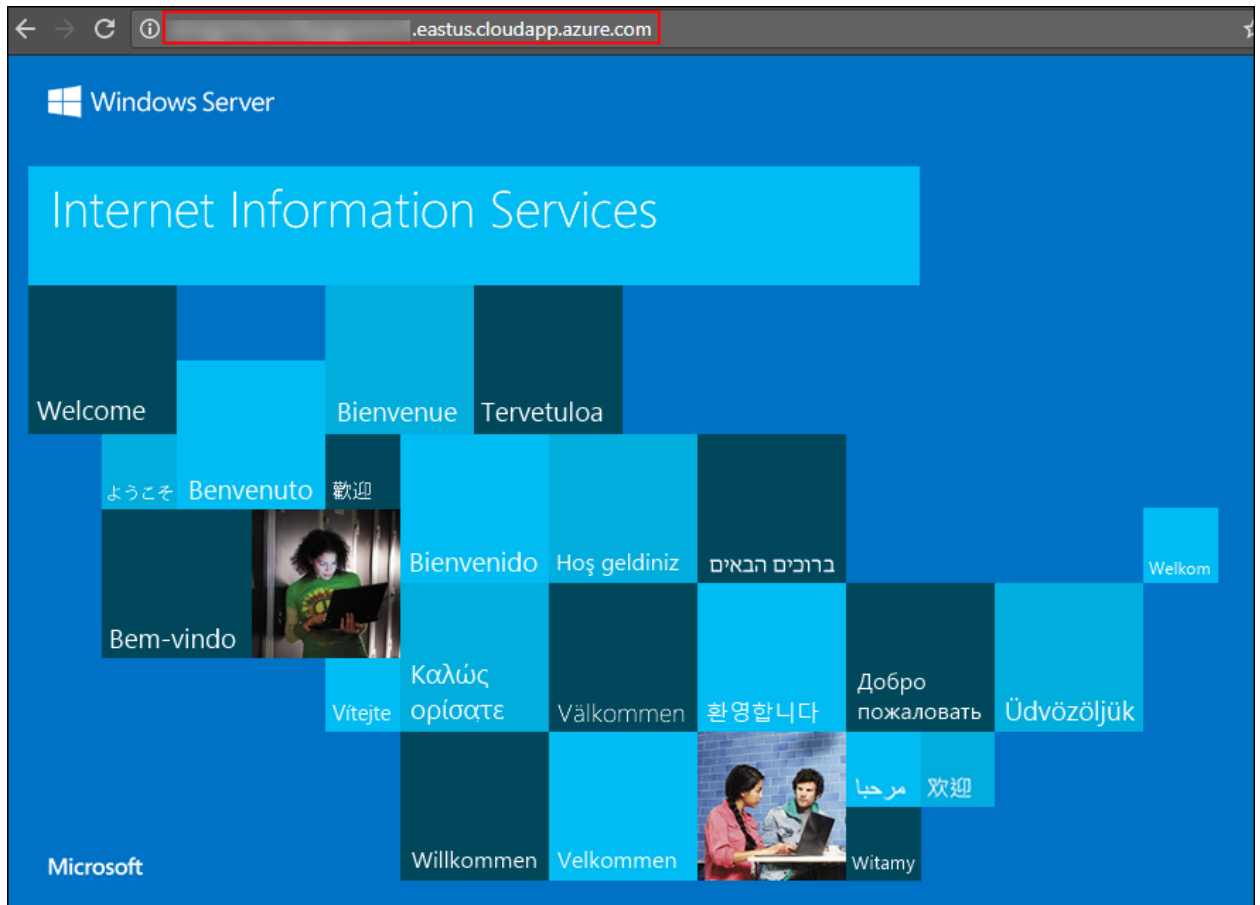 .eastus.cloudapp.azure.com
Windows Server
Internet Information Services
Welcome
Bienvenue
Tervetuloa
ようこそ
Benvenuto
歡迎
Bienvenido
Hoş geldiniz
ברוכים הבאים
Welkom
Bem-vindo
Vítejte
Καλώς
ορίσατε
Välkommen
환영합니다
Добро
пожаловать
Üdvözöljük
مرحبا
欢迎
Willkommen
Velkommen
Witamy
Microsoft